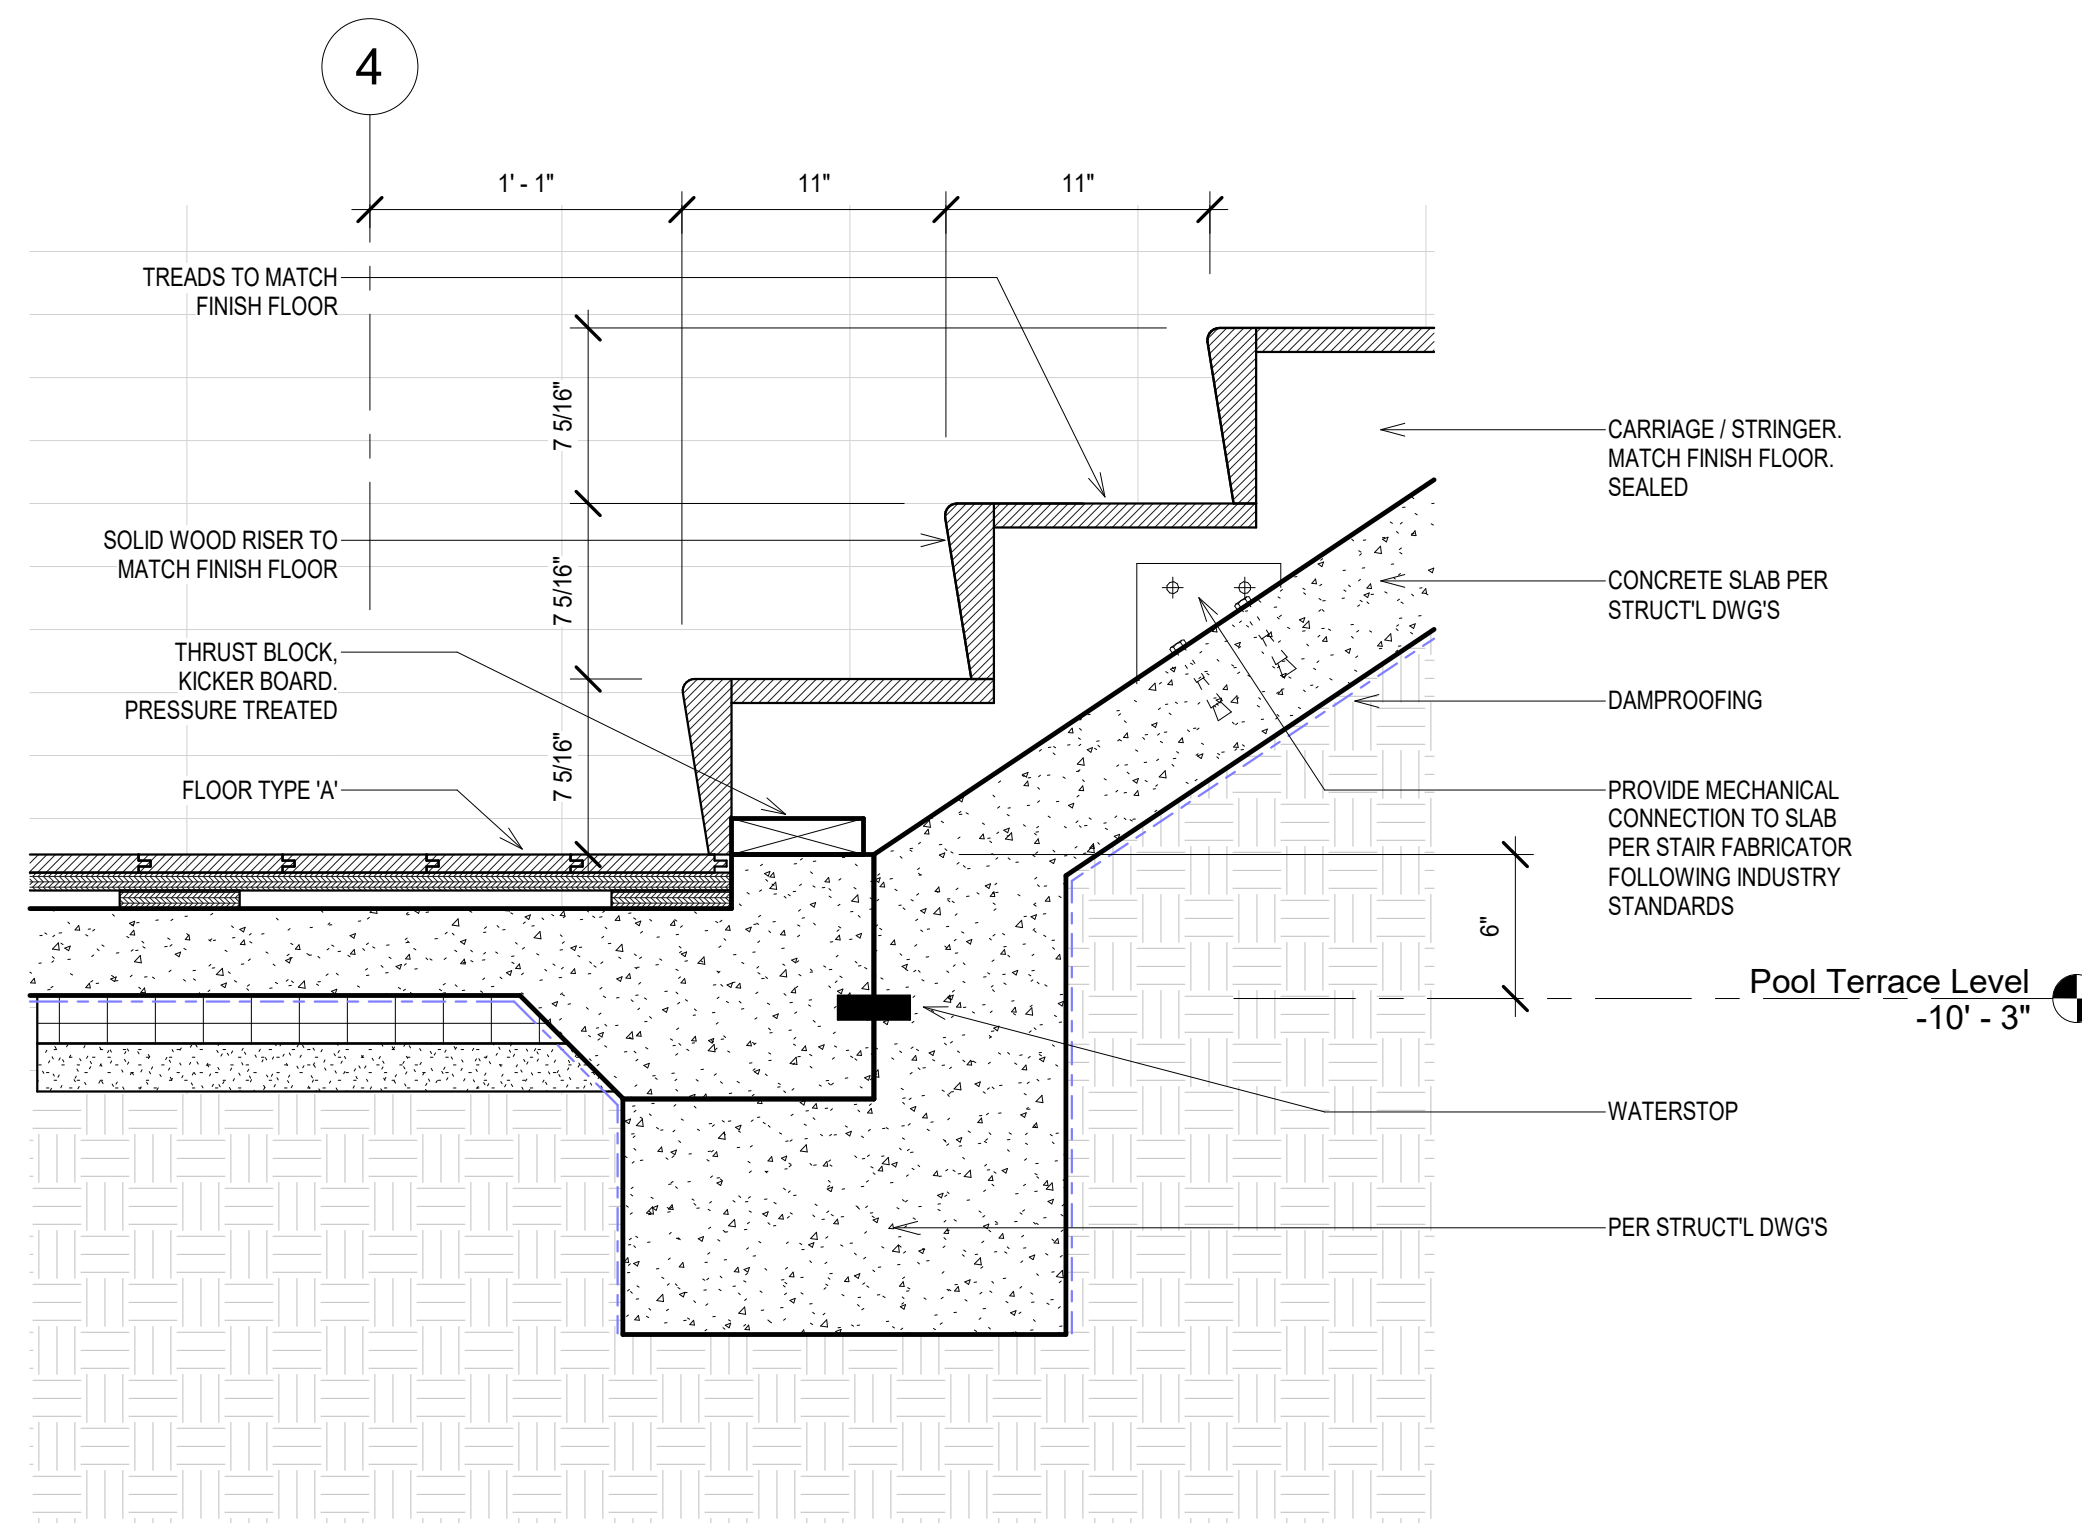 4
1' - 1"
11"
11"
TREADS TO MATCH
FINISH FLOOR
7 5/16"
CARRIAGE / STRINGER.
MATCH FINISH FLOOR.
SEALED
SOLID WOOD RISER TO
MATCH FINISH FLOOR
7 5/16"
CONCRETE SLAB PER
STRUCT'L DWG'S
THRUST BLOCK,
KICKER BOARD.
PRESSURE TREATED
DAMPROOFING
7 5/16"
FLOOR TYPE 'A'
PROVIDE MECHANICAL
CONNECTION TO SLAB
PER STAIR FABRICATOR
FOLLOWING INDUSTRY
STANDARDS
6"
Pool Terrace Level
-10' - 3"
WATERSTOP
PER STRUCT'L DWG'S